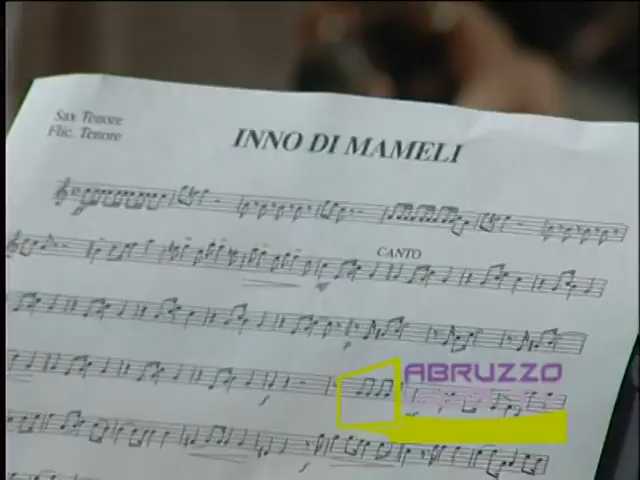 Sax Tenore
Flic. Tenore
INNO DI MAMELI
CANTO
ABRUZZO